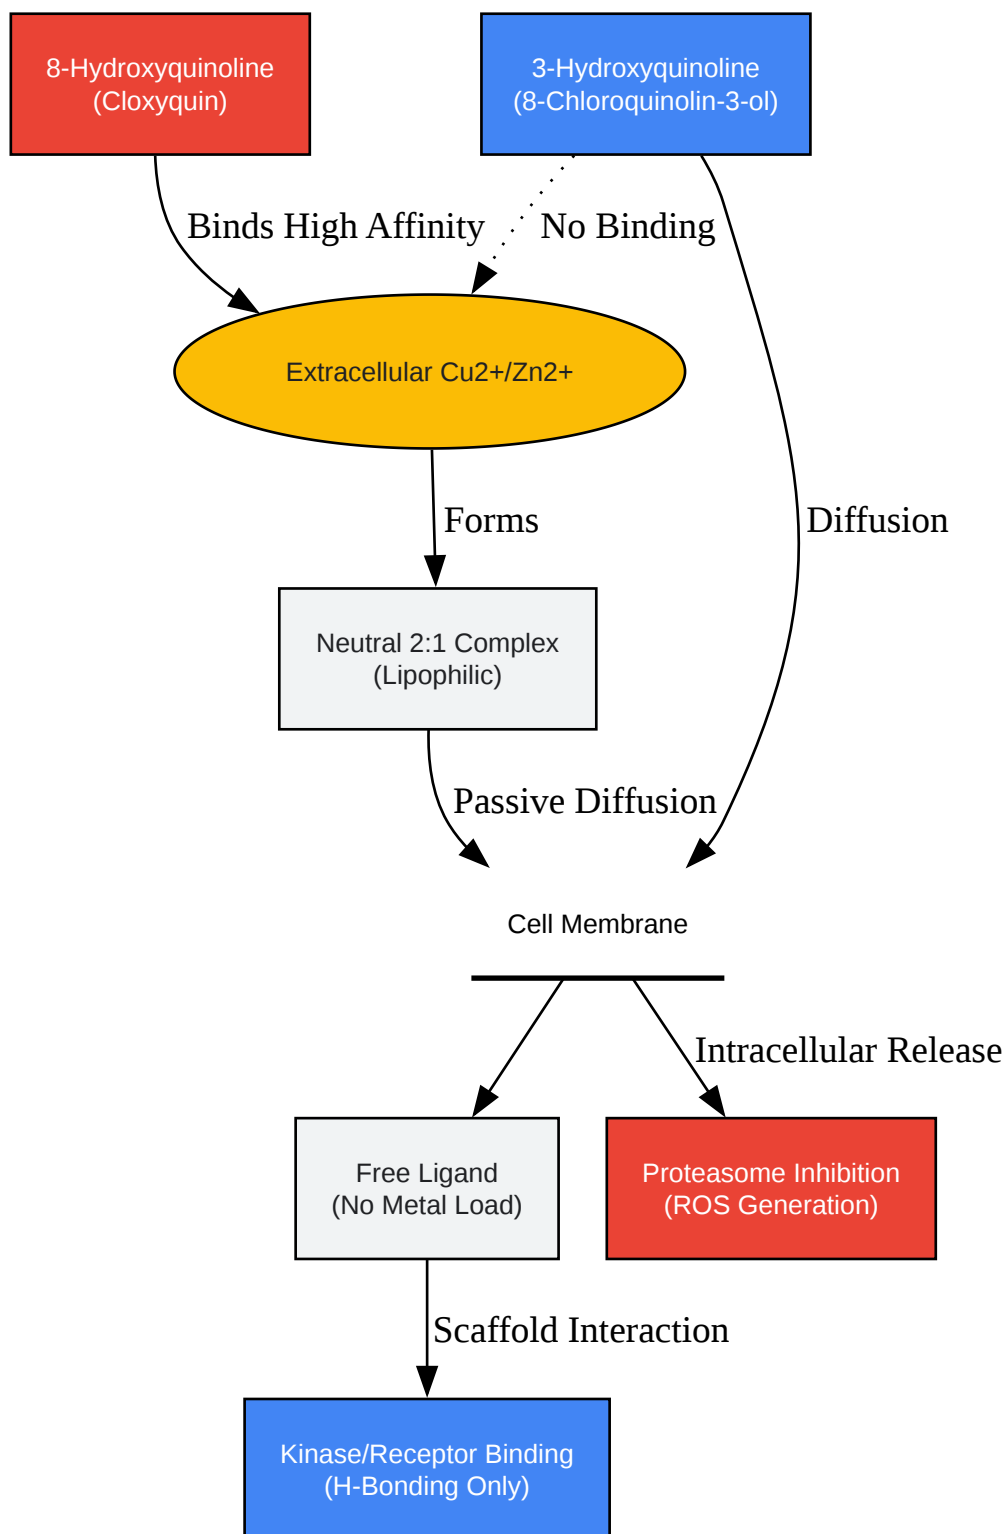 8-Hydroxyquinoline
(Cloxyquin)
3-Hydroxyquinoline
(8-Chloroquinolin-3-ol)
Binds High Affinity
No Binding
Extracellular Cu2+/Zn2+
Forms
Diffusion
Neutral 2:1 Complex
(Lipophilic)
Passive Diffusion
Cell Membrane
Intracellular Release
Free Ligand
(No Metal Load)
Proteasome Inhibition
(ROS Generation)
Scaffold Interaction
Kinase/Receptor Binding
(H-Bonding Only)